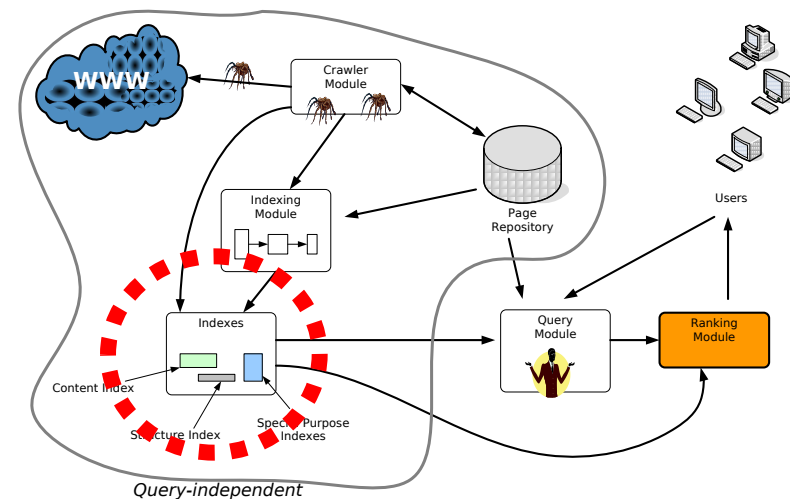 WWW
Crawler
Module
Indexing
Module
Page
Repository
Users
Indexes
Query
Module
Ranking
Module
Content Index
Structure Index
Special Purpose
Indexes
Query-independent